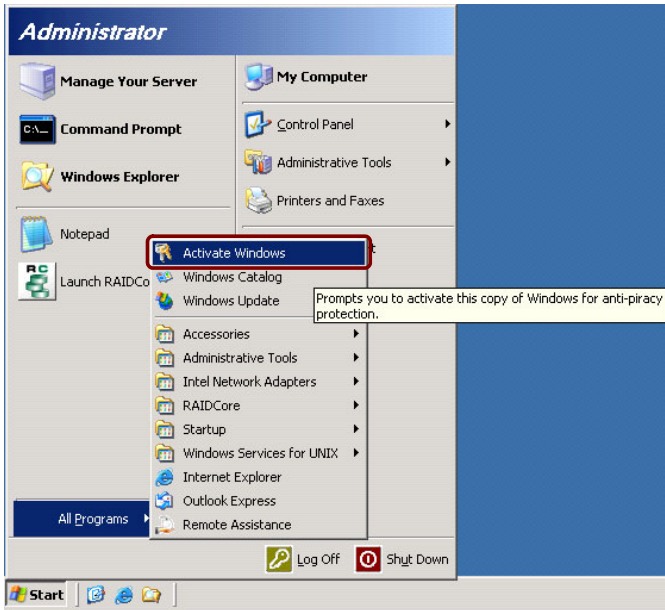 Administrator
Manage Your Server
Command Prompt
Windows Explorer
Notepad
RC
Launch RAIDCo
My Computer
Control Panel
Administrative Tools
Printers and Faxes
Activate Windows
Windows Catalog
Windows Update
Prompts you to activate this copy of Windows for anti-piracy
protection.
Accessories
Administrative Tools
Intel Network Adapters
RAIDCore
Startup
Windows Services for UNIX
Internet Explorer
Outlook Express
Remote Assistance
All Programs
Log Off
Shut Down
Start